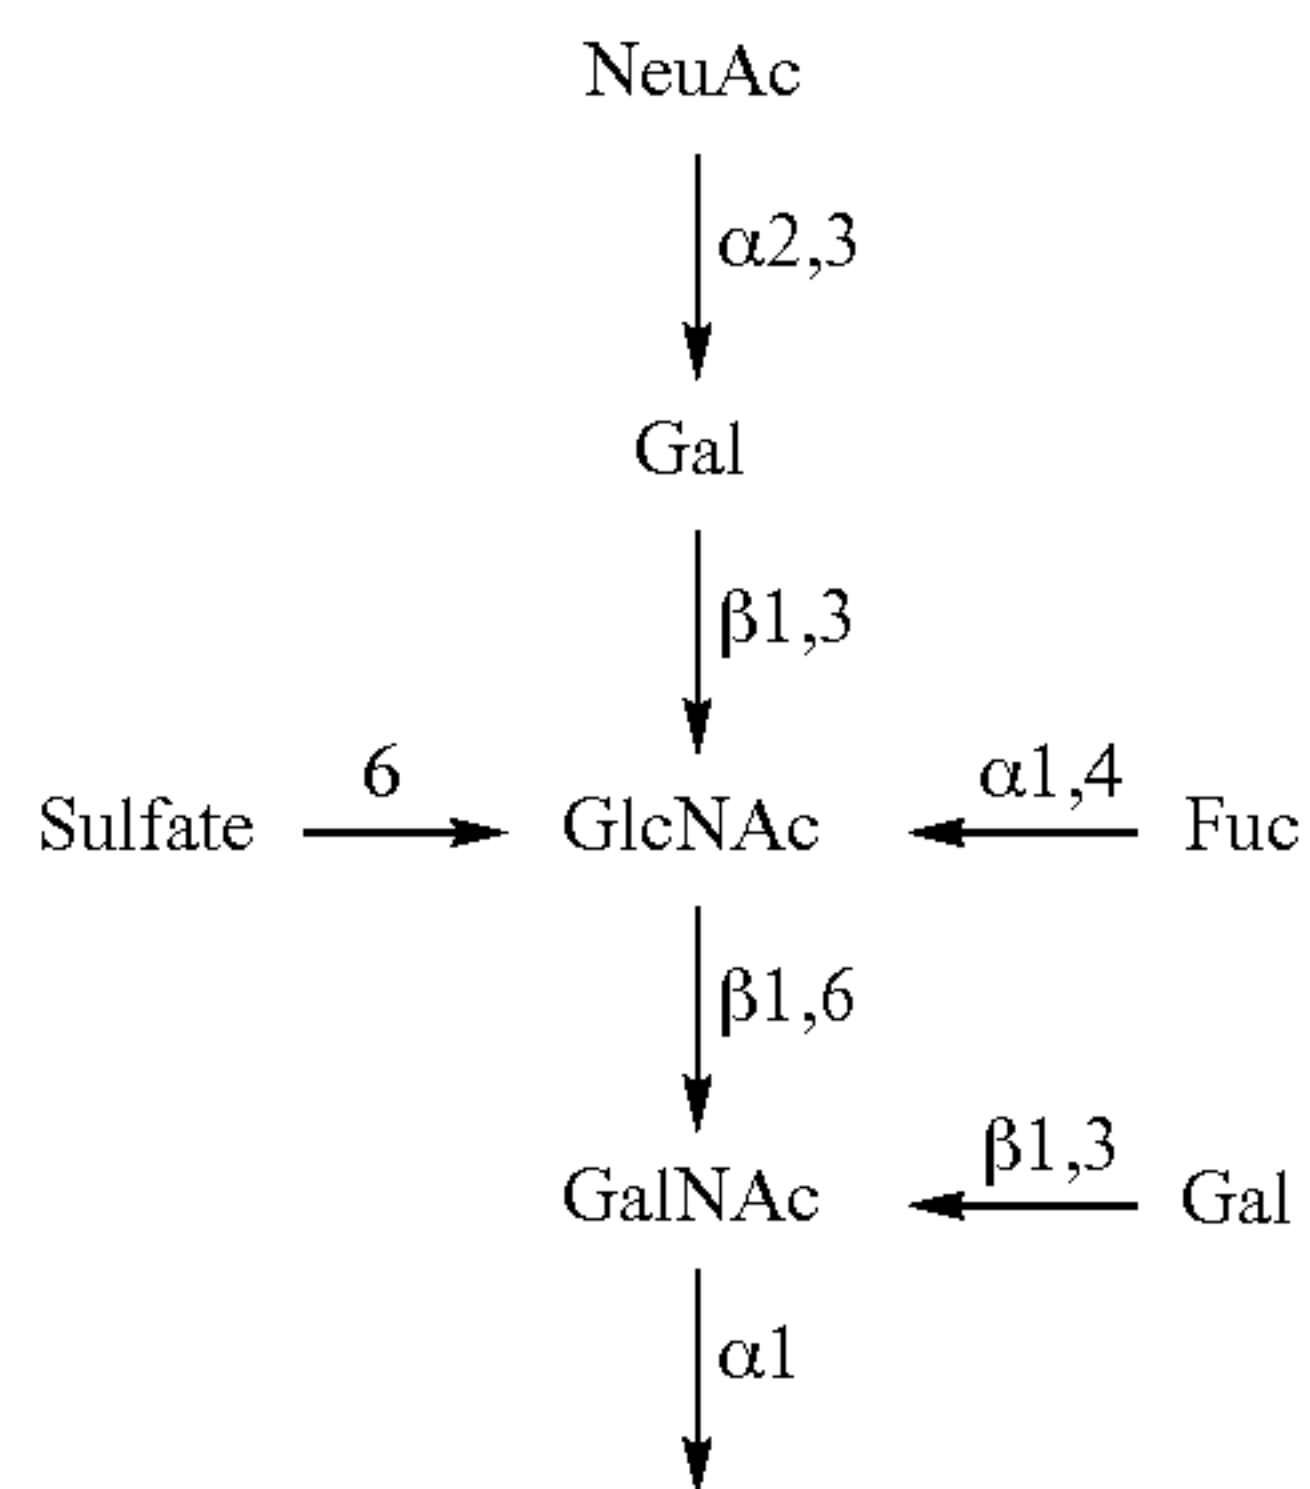 NeuAc
α2,3
Gal
β1,3
6
α1,4
Sulfate GlcNAc Fuc
β1,6
β1,3
GalNAc Gal
α1